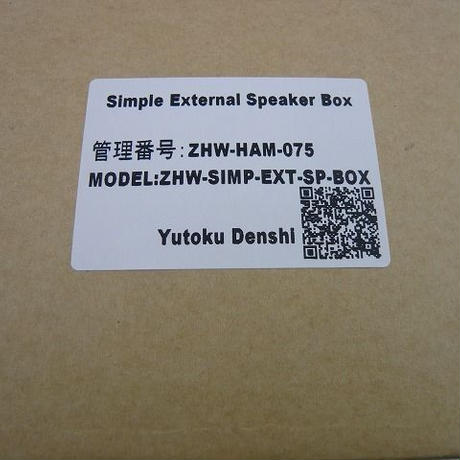 Simple External Speaker Box
管理番号:ZHW-HAM-075
MODEL:ZHW-SIMP-EXT-SP-BOX
Yutoku Denshi